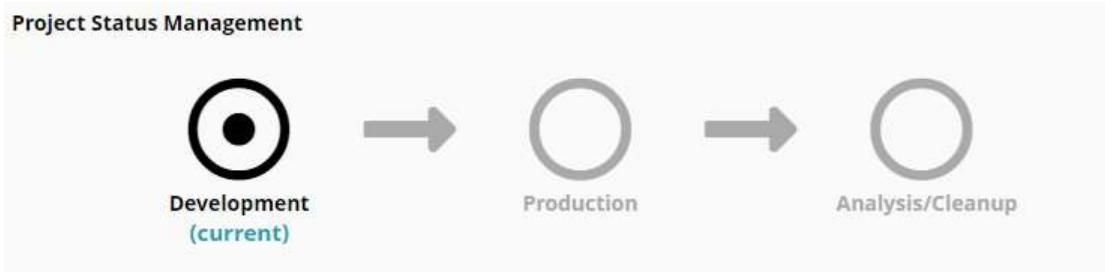 Project Status Management
Development
Production
Analysis/Cleanup
(current)